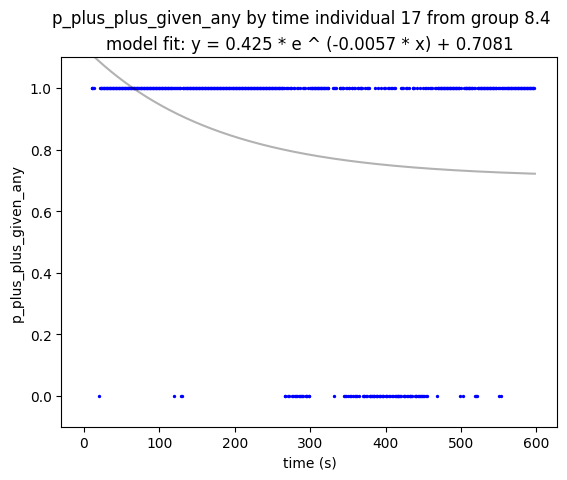 p_plus_plus_given_any by time individual 17 from group 8.4
model fit: y = 0.425 * e ^ (-0.0057 * x) + 0.7081
1.0
0.8
0.6
0.4
0.2
0.0
p_plus_plus_given_any
0 100 200 300 400 500 600
time (s)